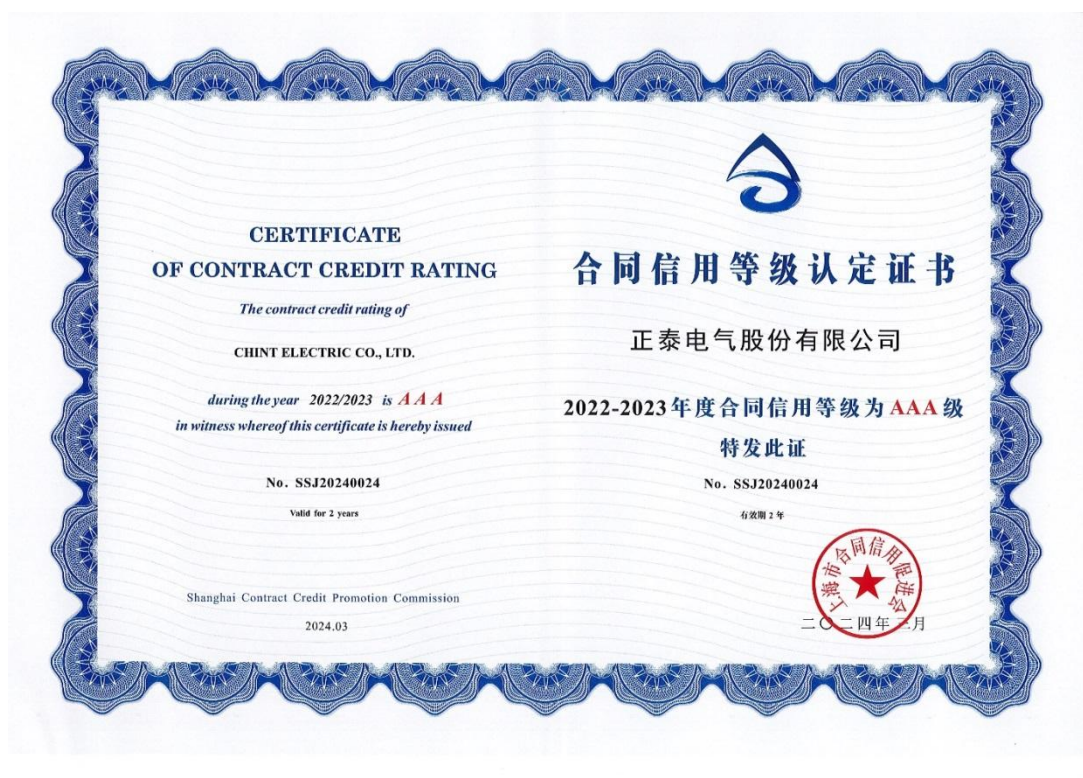 CERTIFICATE
OF CONTRACT CREDIT RATING
The contract credit rating of
CHINT ELECTRIC CO., LTD.
during the year 2022/2023 is AAA
in witness whereof this certificate is hereby issued
No. SSJ20240024
Valid for 2 years
Shanghai Contract Credit Promotion Commission
2024.03
合同信用等级认定证书
正泰电气股份有限公司
2022-2023年度合同信用等级为AAA级
特发此证
No. SSJ20240024
有效期 2 年
上海市合同信用促进会
二〇二四年三月